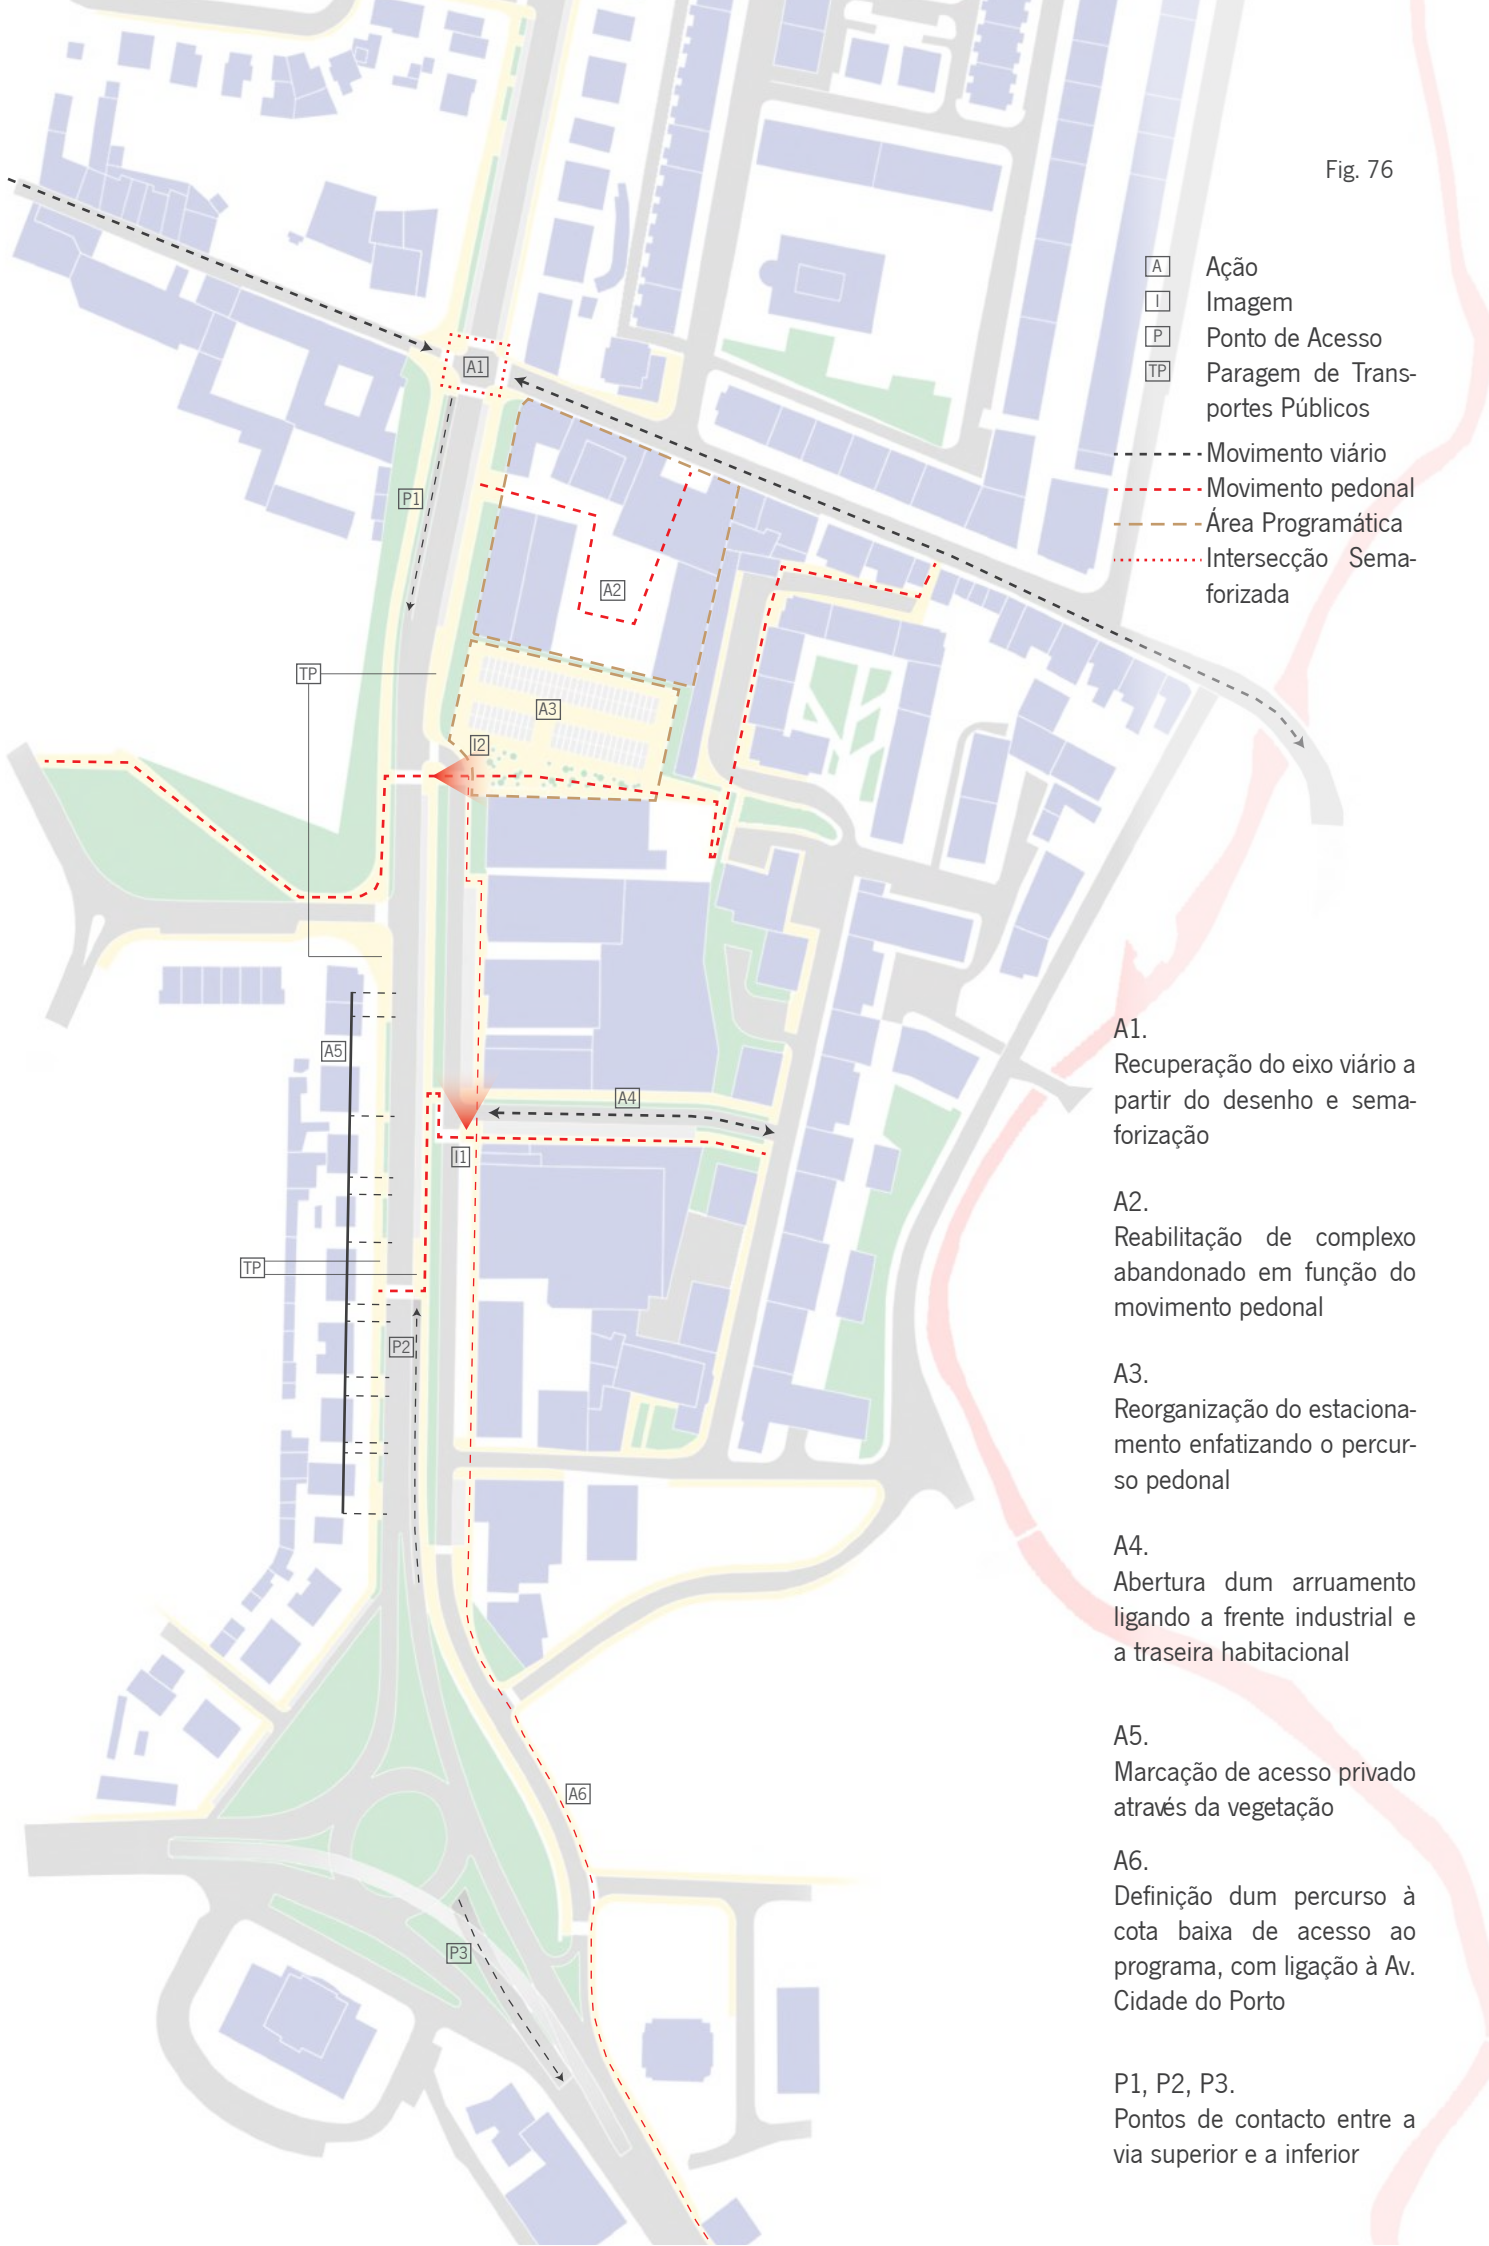 Fig. 76
A Ação
I Imagem
P Ponto de Acesso
TP Paragem de Trans-
portes Públicos
Movimento viário
Movimento pedonal
Área Programática
Intersecção Sema-
forizada
A1
P1
A2
TP
A3
I2
A5
A4
I1
TP
P2
A6
P3
A1.
Recuperação do eixo viário a
partir do desenho e sema-
forização
A2.
Reabilitação de complexo
abandonado em função do
movimento pedonal
A3.
Reorganização do estaciona-
mento enfatizando o percur-
so pedonal
A4.
Abertura dum arruamento
ligando a frente industrial e
a traseira habitacional
A5.
Marcação de acesso privado
através da vegetação
A6.
Definição dum percurso à
cota baixa de acesso ao
programa, com ligação à Av.
Cidade do Porto
P1, P2, P3.
Pontos de contacto entre a
via superior e a inferior